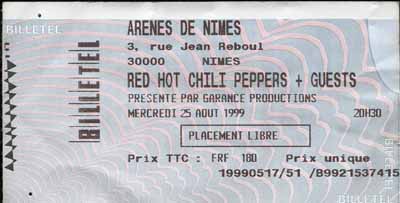 BILLETEL
BILLETEL
ARENES DE NIMES
3, rue Jean Reboul
30000 NIMES
RED HOT CHILI PEPPERS + GUESTS
PRESENTE PAR GARANCE PRODUCTIONS
MERCREDI 25 AOUT 1999 20H30
PLACEMENT LIBRE
Prix TTC : FRF 180 Prix unique
19990517/51 /89921537415
BILLETEL
BILLETEL